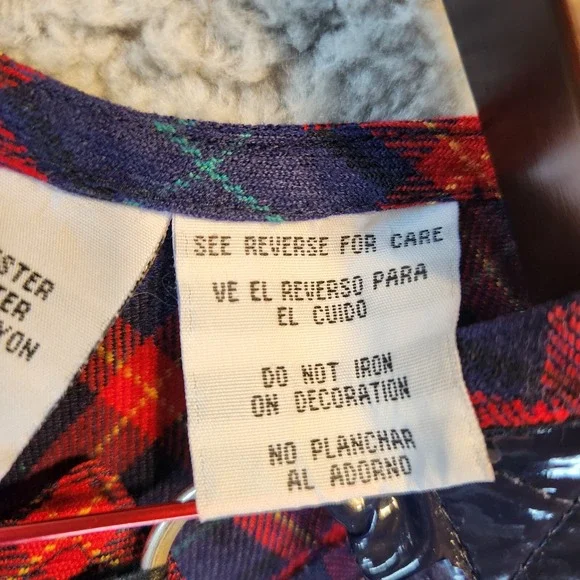 SEE REVERSE FOR CARE
VE EL REVERSO PARA
EL CUIDO
DO NOT IRON
ON DECORATION
NO PLANCHAR
AL ADORNO